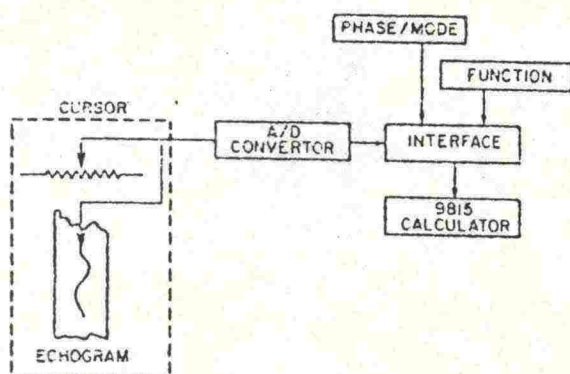 PHASE/MODE
FUNCTION
CURSOR
A/D
CONVERTOR
INTERFACE
9815
CALCULATOR
ECHOGRAM